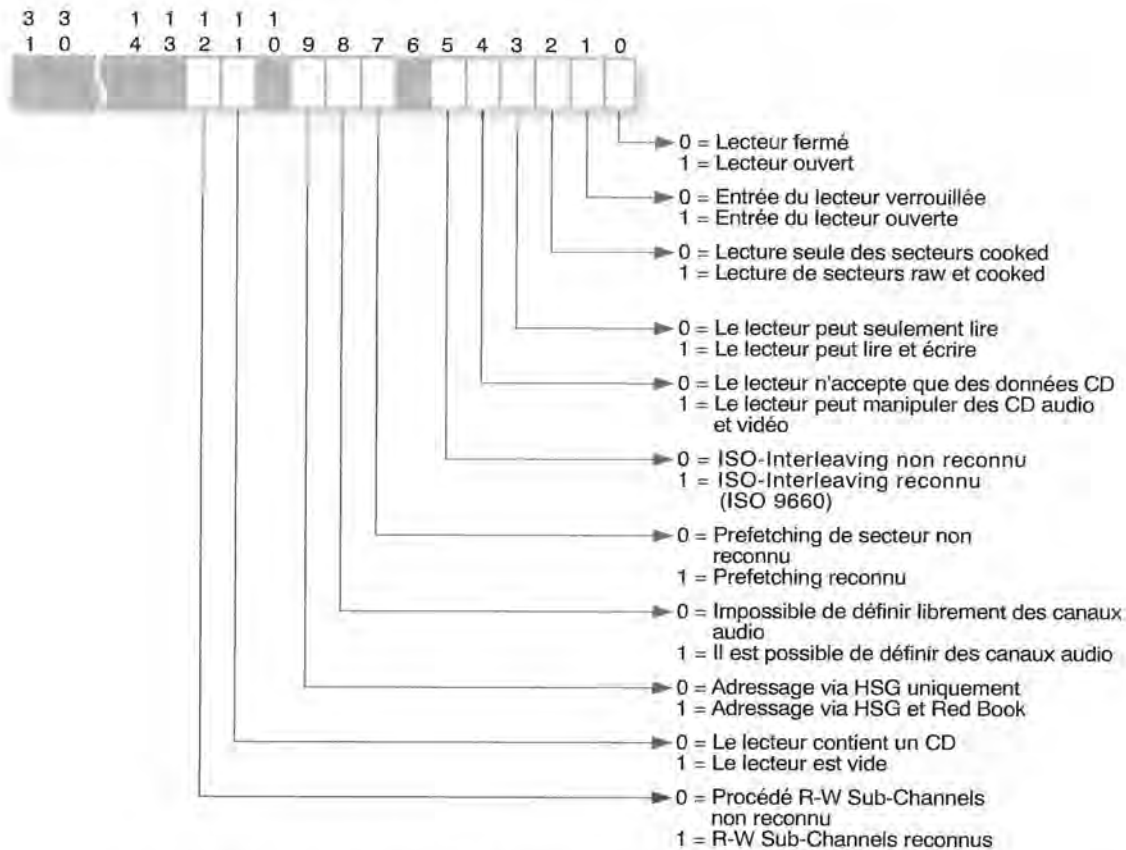 3 3 1 1 1 1 1
1 0 4 3 2 1 0 9 8 7 6 5 4 3 2 1 0
0 = Lecteur fermé
1 = Lecteur ouvert
0 = Entrée du lecteur verrouillée
1 = Entrée du lecteur ouverte
0 = Lecture seule des secteurs cooked
1 = Lecture de secteurs raw et cooked
0 = Le lecteur peut seulement lire
1 = Le lecteur peut lire et écrire
0 = Le lecteur n'accepte que des données CD
1 = Le lecteur peut manipuler des CD audio
et vidéo
0 = ISO-Interleaving non reconnu
1 = ISO-Interleaving reconnu
(ISO 9660)
0 = Prefetching de secteur non
reconnu
1 = Prefetching reconnu
0 = Impossible de définir librement des canaux
audio
1 = Il est possible de définir des canaux audio
0 = Adressage via HSG uniquement
1 = Adressage via HSG et Red Book
0 = Le lecteur contient un CD
1 = Le lecteur est vide
0 = Procédé R-W Sub-Channels
non reconnu
1 = R-W Sub-Channels reconnus